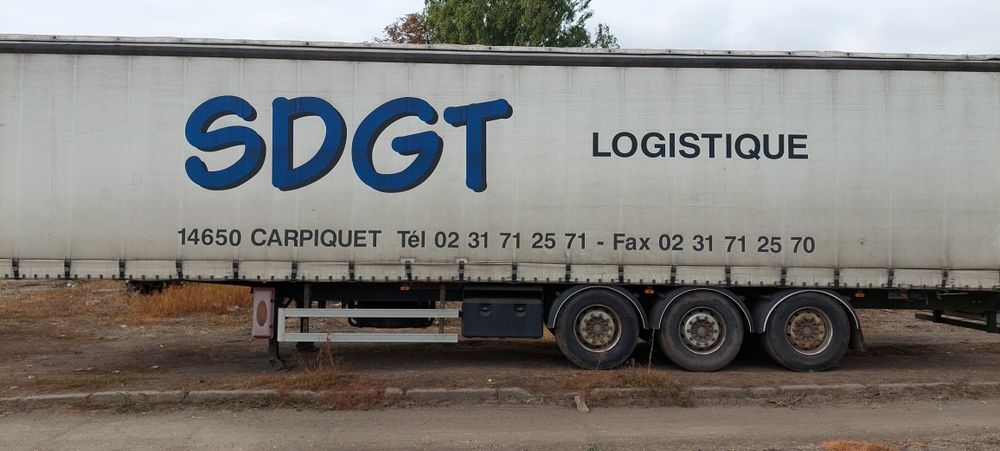 SDGT LOGISTIQUE
14650 CARPIQUET Tél 02 31 71 25 71 - Fax 02 31 71 25 70